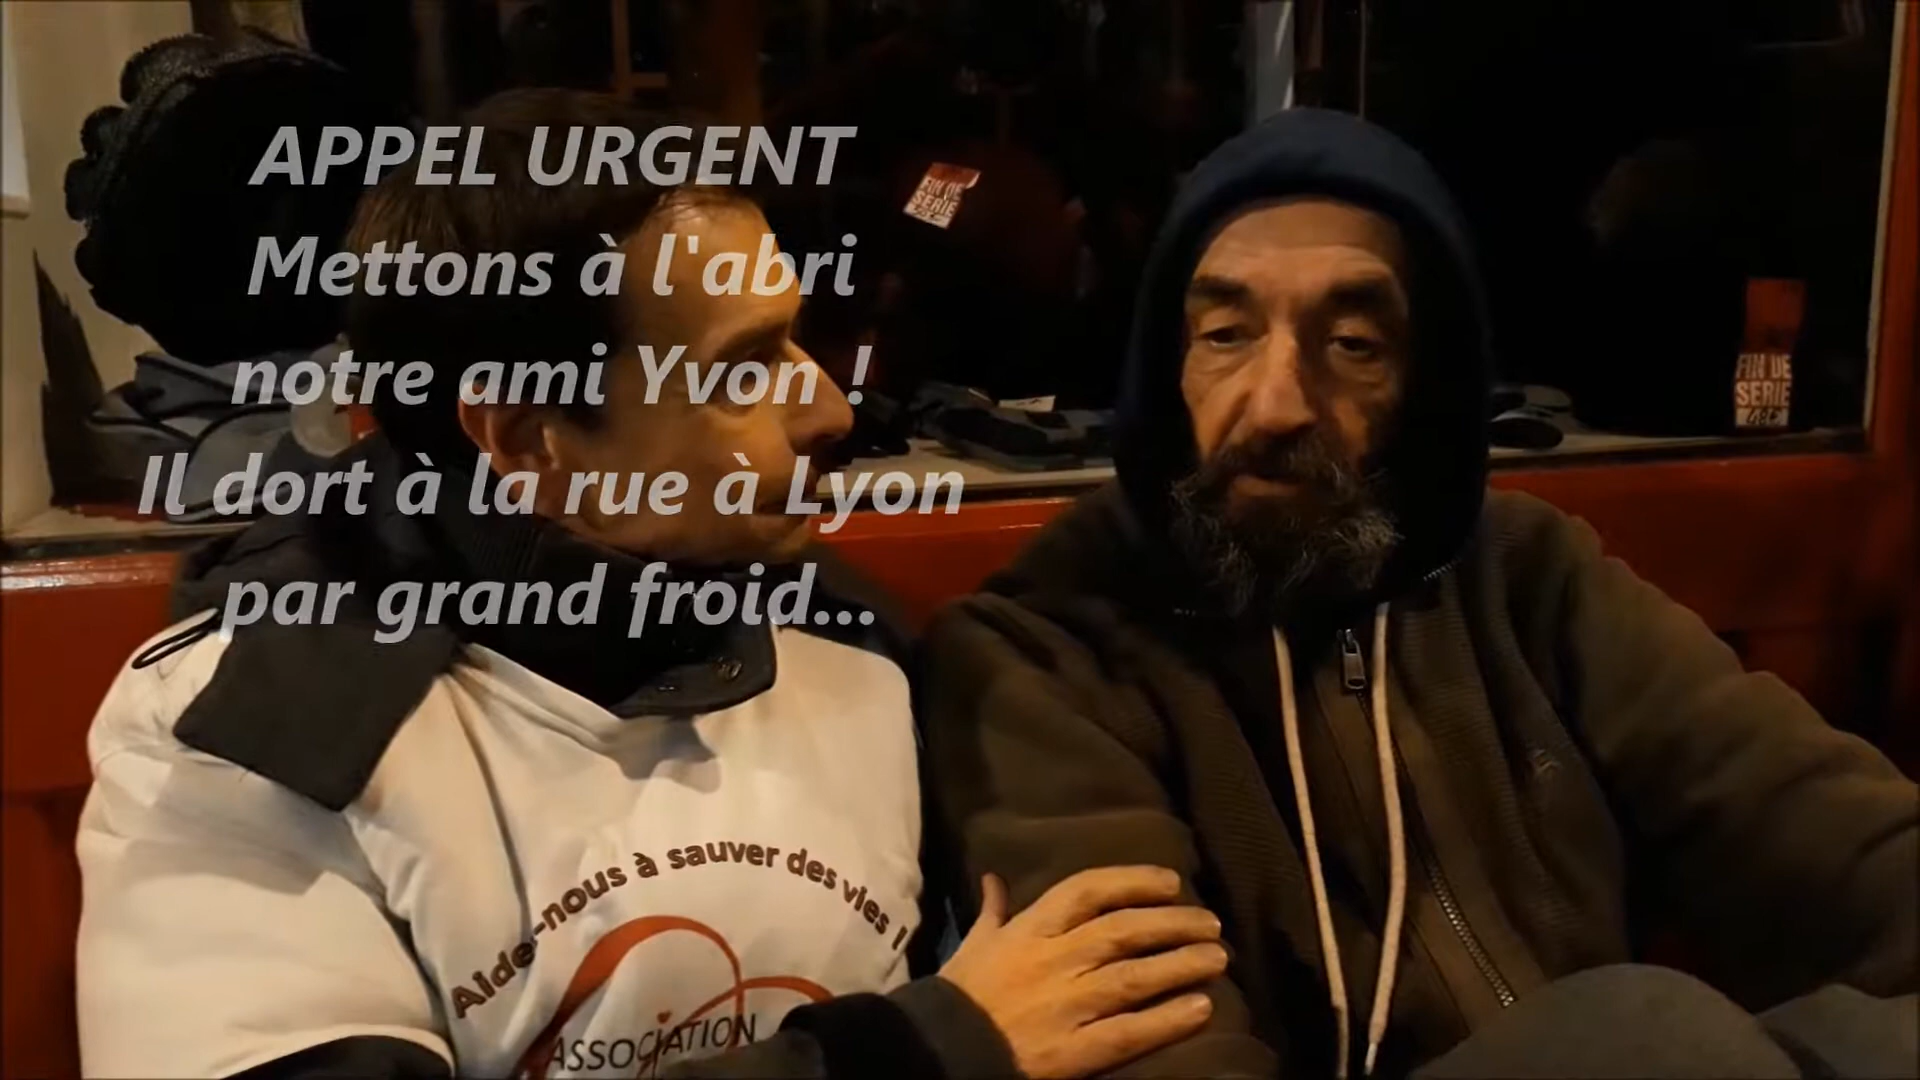 APPEL URGENT
Mettons à l'abri
notre ami Yvon !
Il dort à la rue à Lyon
par grand froid...
FIN DE
SERIE
FIN DE
SERIE
48€
Aide-nous à sauver des vies !
ASSOCIATION